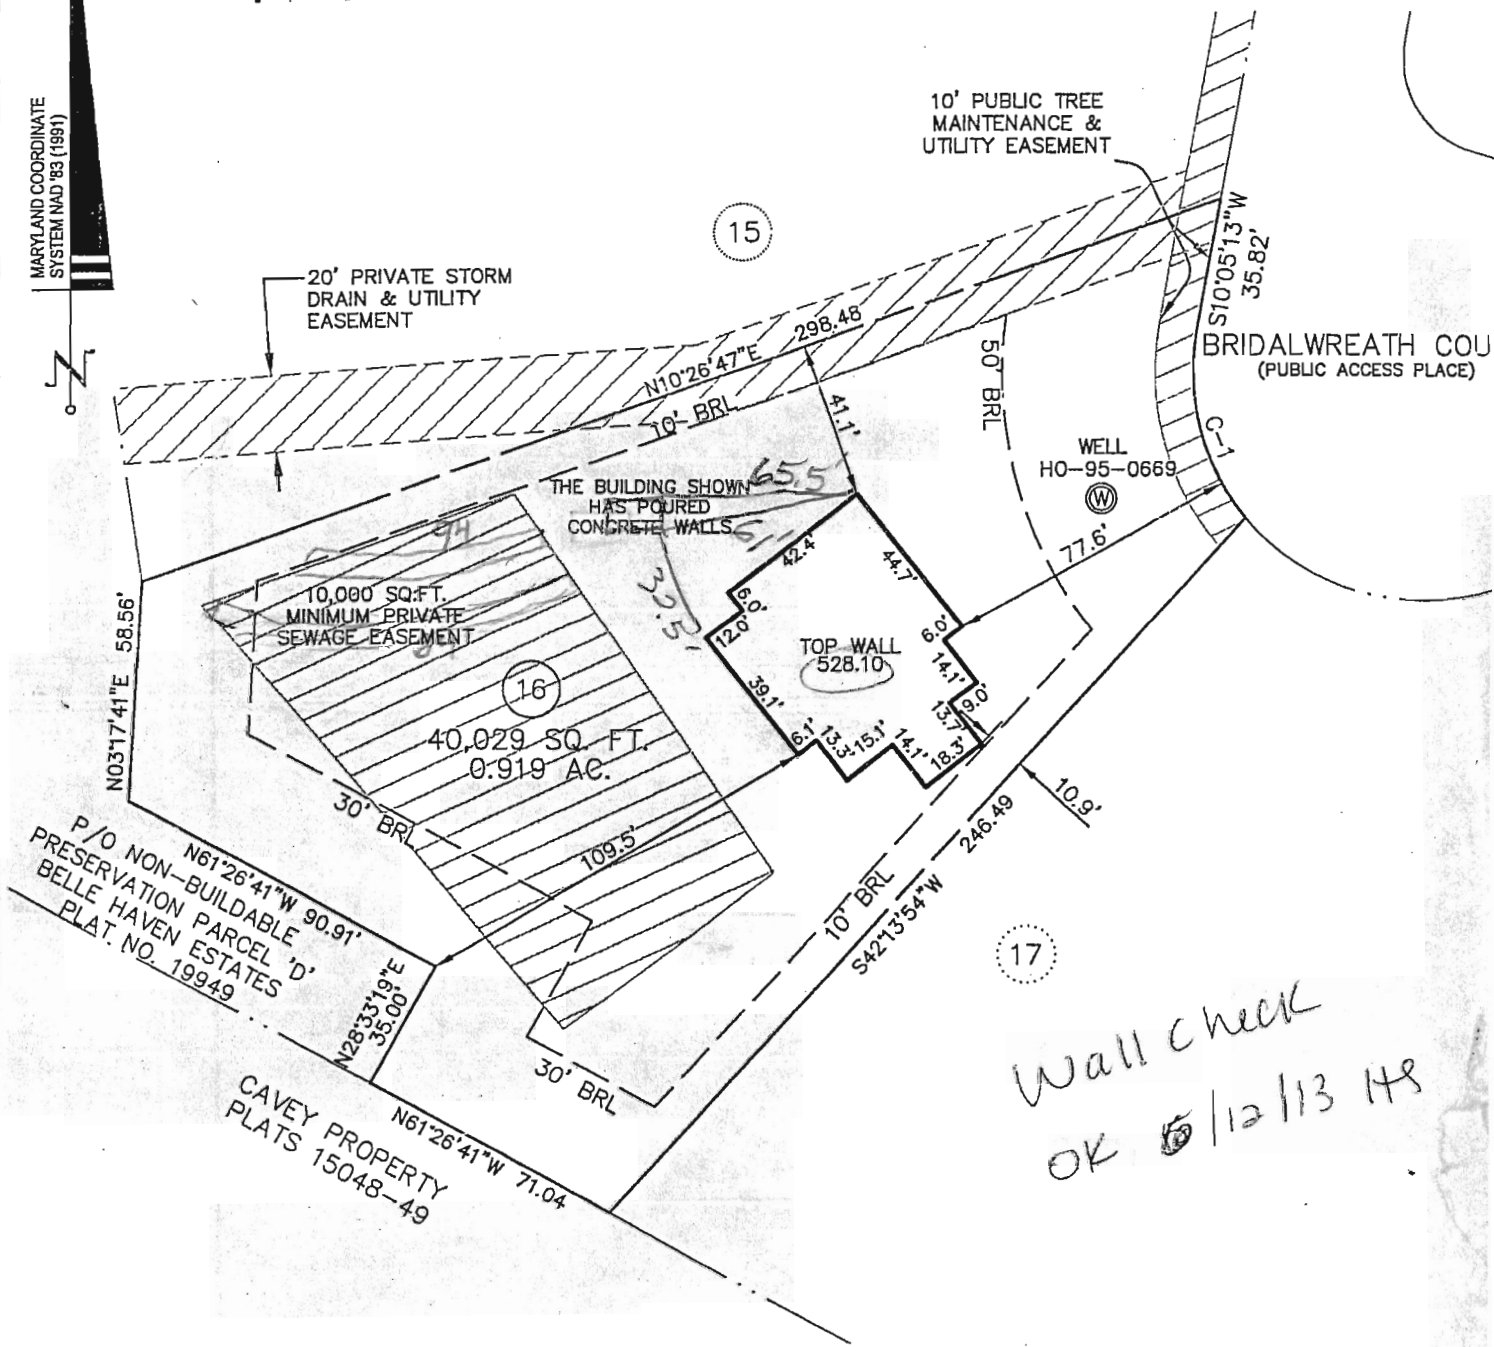 MARYLAND COORDINATE
SYSTEM NAD '83 (1991)
10' PUBLIC TREE
MAINTENANCE &
UTILITY EASEMENT
15
20' PRIVATE STORM
DRAIN & UTILITY
EASEMENT
S10°05'13"W
35.82'
BRIDALWREATH COU
(PUBLIC ACCESS PLACE)
N10°26'47"E 298.48
10' BRL
41.1'
50' BRL
C-1
WELL
HO-95-0669
W
77.6'
THE BUILDING SHOWN
HAS POURED
CONCRETE WALLS.
65.5'
61'
32.5'
94
10,000 SQ.FT.
MINIMUM PRIVATE
SEWAGE EASEMENT
42.4'
44.7'
6.0'
12.0'
39.1'
6.1'
13.3'
15.1'
14.1'
18.3'
13.7'
9.0'
14.1'
6.0'
TOP WALL
528.10
16
40,029 SQ. FT.
0.919 AC.
N03°17'41"E 58.56'
30' BRL
109.5'
10.9'
246.49
S42°13'54"W
10' BRL
17
N61°26'41"W 90.91'
P/O NON-BUILDABLE
PRESERVATION PARCEL 'D'
BELLE HAVEN ESTATES
PLAT. NO. 19949
N28°33'19"E
35.00'
30' BRL
CAVEY PROPERTY
PLATS 15048-49
N61°26'41"W 71.04
Wall Check
OK 6/12/13 HS